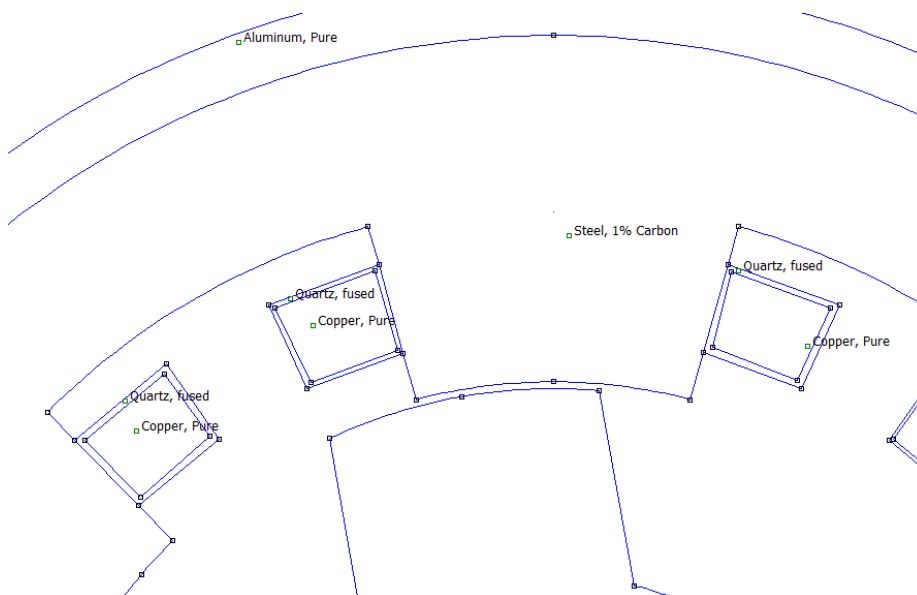 Aluminum, Pure
Steel, 1% Carbon
Quartz, fused
Quartz, fused
Copper, Pure
Copper, Pure
Quartz, fused
Copper, Pure